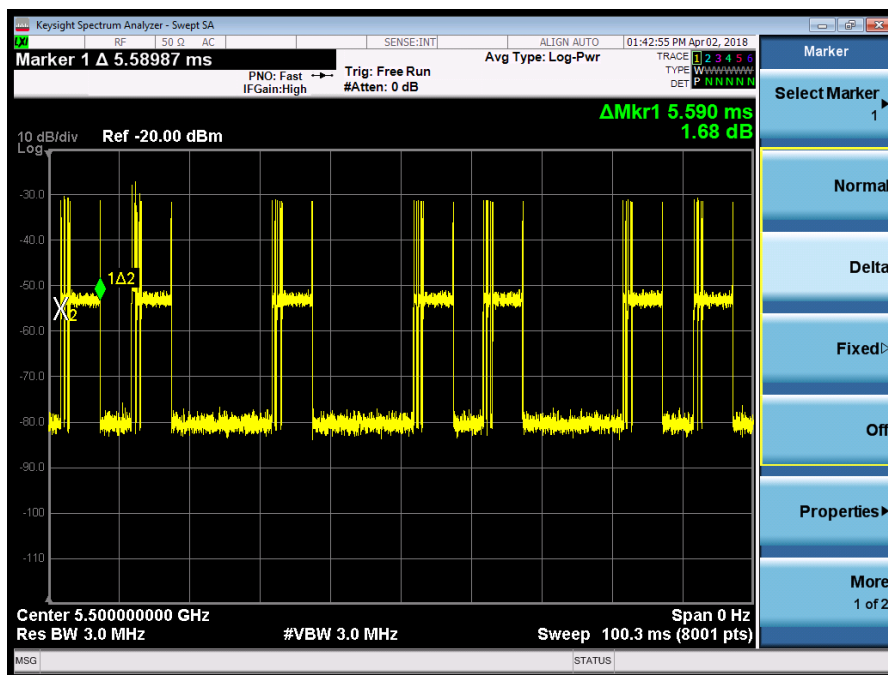 Keysight Spectrum Analyzer - Swept SA
LXI RF 50 Ω AC SENSE:INT ALIGN AUTO 01:42:55 PM Apr 02, 2018
Marker 1 Δ 5.58987 ms
PNO: Fast
IFGain:High
Trig: Free Run
#Atten: 0 dB
Avg Type: Log-Pwr
TRACE 1 2 3 4 5 6
TYPE WWWWWW
DET P N N N N N
ΔMkr1 5.590 ms
1.68 dB
10 dB/div Ref -20.00 dBm
Log
-30.0
-40.0
-50.0
-60.0
-70.0
-80.0
-90.0
-100
-110
1Δ2
X2
Center 5.500000000 GHz Span 0 Hz
Res BW 3.0 MHz #VBW 3.0 MHz Sweep 100.3 ms (8001 pts)
MSG STATUS
Marker
Select Marker
1
Normal
Delta
Fixed
Off
Properties
More
1 of 2